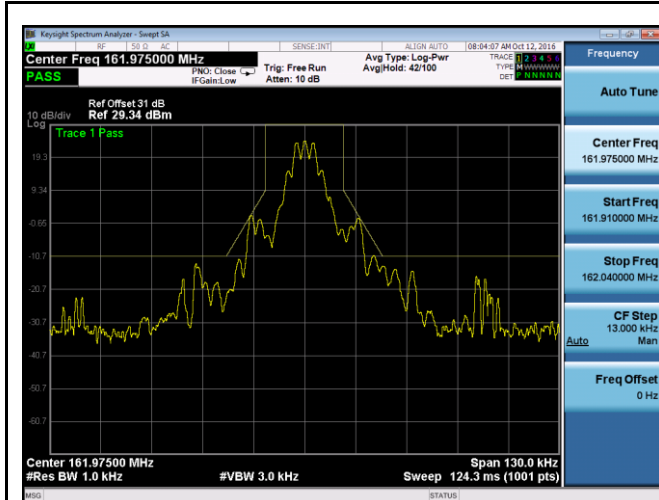 Keysight Spectrum Analyzer - Swept SA
RF 50 Ω AC SENSE:INT ALIGN AUTO 08:04:07 AM Oct 12, 2016
Center Freq 161.975000 MHz
PASS
PNO: Close
IFGain:Low
Trig: Free Run
Atten: 10 dB
Avg Type: Log-Pwr
Avg|Hold: 42/100
TRACE 1 2 3 4 5 6
TYPE M WWWWW
DET P N N N N N
Ref Offset 31 dB
10 dB/div Ref 29.34 dBm
Log
Trace 1 Pass
19.3
9.34
-0.65
-10.7
-20.7
-30.7
-40.7
-50.7
-60.7
Center 161.97500 MHz Span 130.0 kHz
#Res BW 1.0 kHz #VBW 3.0 kHz Sweep 124.3 ms (1001 pts)
MSG STATUS
Frequency
Auto Tune
Center Freq
161.975000 MHz
Start Freq
161.910000 MHz
Stop Freq
162.040000 MHz
CF Step
13.000 kHz
Auto Man
Freq Offset
0 Hz